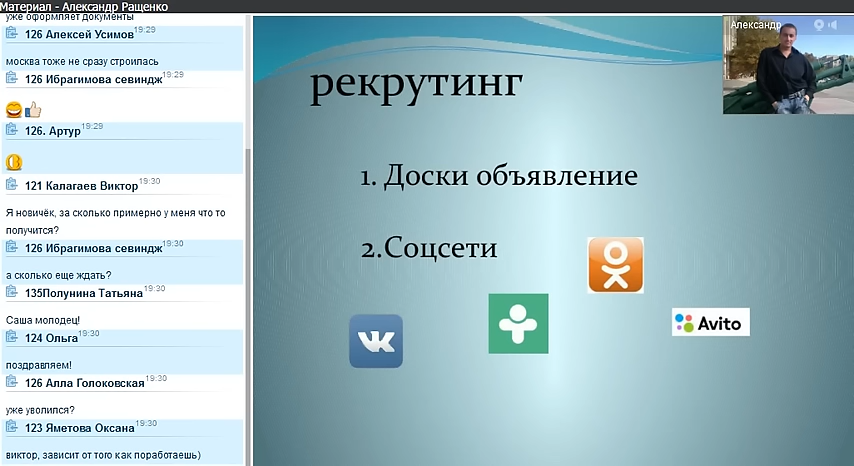 Материал - Александр Ращенко
уже оформляет документы
126 Алексей Усимов 19:29
москва тоже не сразу строилась
126 Ибрагимова севиндж 19:29
126. Артур 19:29
121 Калагаев Виктор 19:30
Я новичёк, за сколько примерно у меня что то
получится?
126 Ибрагимова севиндж 19:30
а сколько еще ждать?
135Полунина Татьяна 19:30
Саша молодец!
124 Ольга 19:30
поздравляем!
126 Алла Голоковская 19:30
уже уволился?
123 Яметова Оксана 19:30
виктор, зависит от того как поработаешь)
Александр
рекрутинг
1. Доски объявление
2.Соцсети
Avito